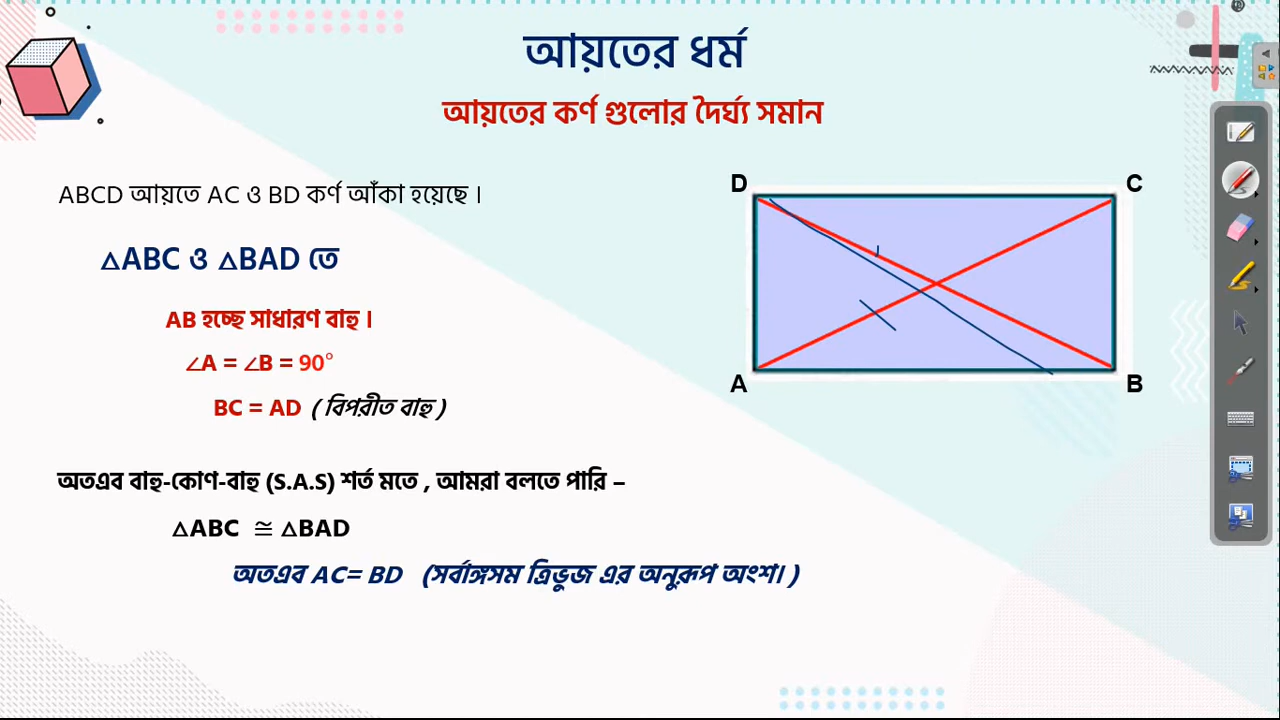 আয়তের ধর্ম
আয়তের কর্ণ গুলোর দৈর্ঘ্য সমান
ABCD আয়তে AC ও BD কর্ণ আঁকা হয়েছে ।
△ABC ও △BAD তে
AB হচ্ছে সাধারণ বাহু ।
∠A = ∠B = 90°
BC = AD ( বিপরীত বাহু )
অতএব বাহু-কোণ-বাহু (S.A.S) শর্ত মতে , আমরা বলতে পারি –
△ABC ≅ △BAD
অতএব AC= BD (সর্বাঙ্গসম ত্রিভুজ এর অনুরূপ অংশ। )
D C
A B